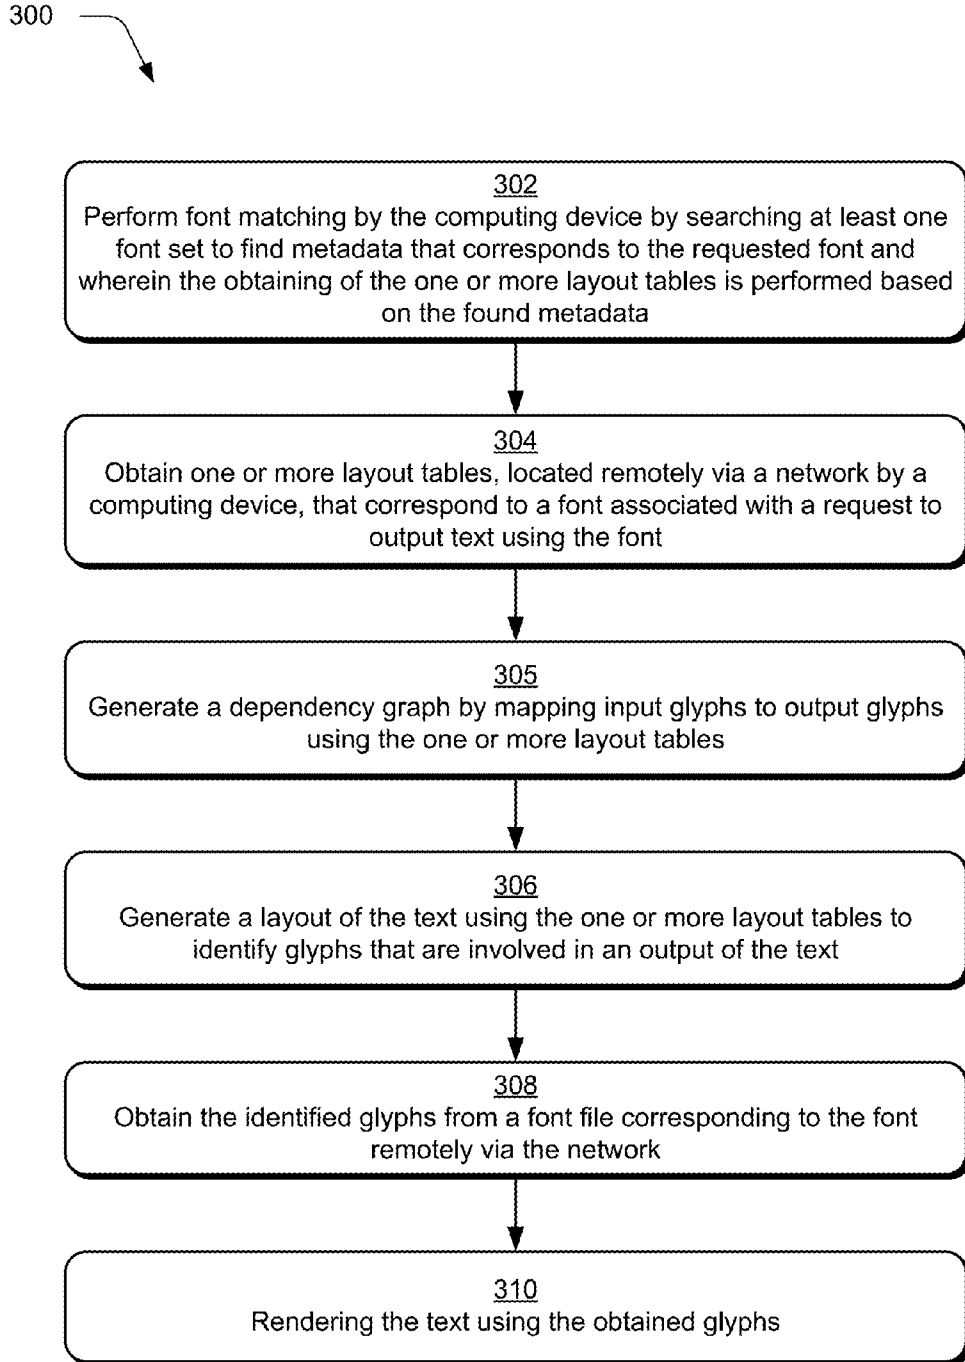 300
302
Perform font matching by the computing device by searching at least one
font set to find metadata that corresponds to the requested font and
wherein the obtaining of the one or more layout tables is performed based
on the found metadata
304
Obtain one or more layout tables, located remotely via a network by a
computing device, that correspond to a font associated with a request to
output text using the font
305
Generate a dependency graph by mapping input glyphs to output glyphs
using the one or more layout tables
306
Generate a layout of the text using the one or more layout tables to
identify glyphs that are involved in an output of the text
308
Obtain the identified glyphs from a font file corresponding to the font
remotely via the network
310
Rendering the text using the obtained glyphs